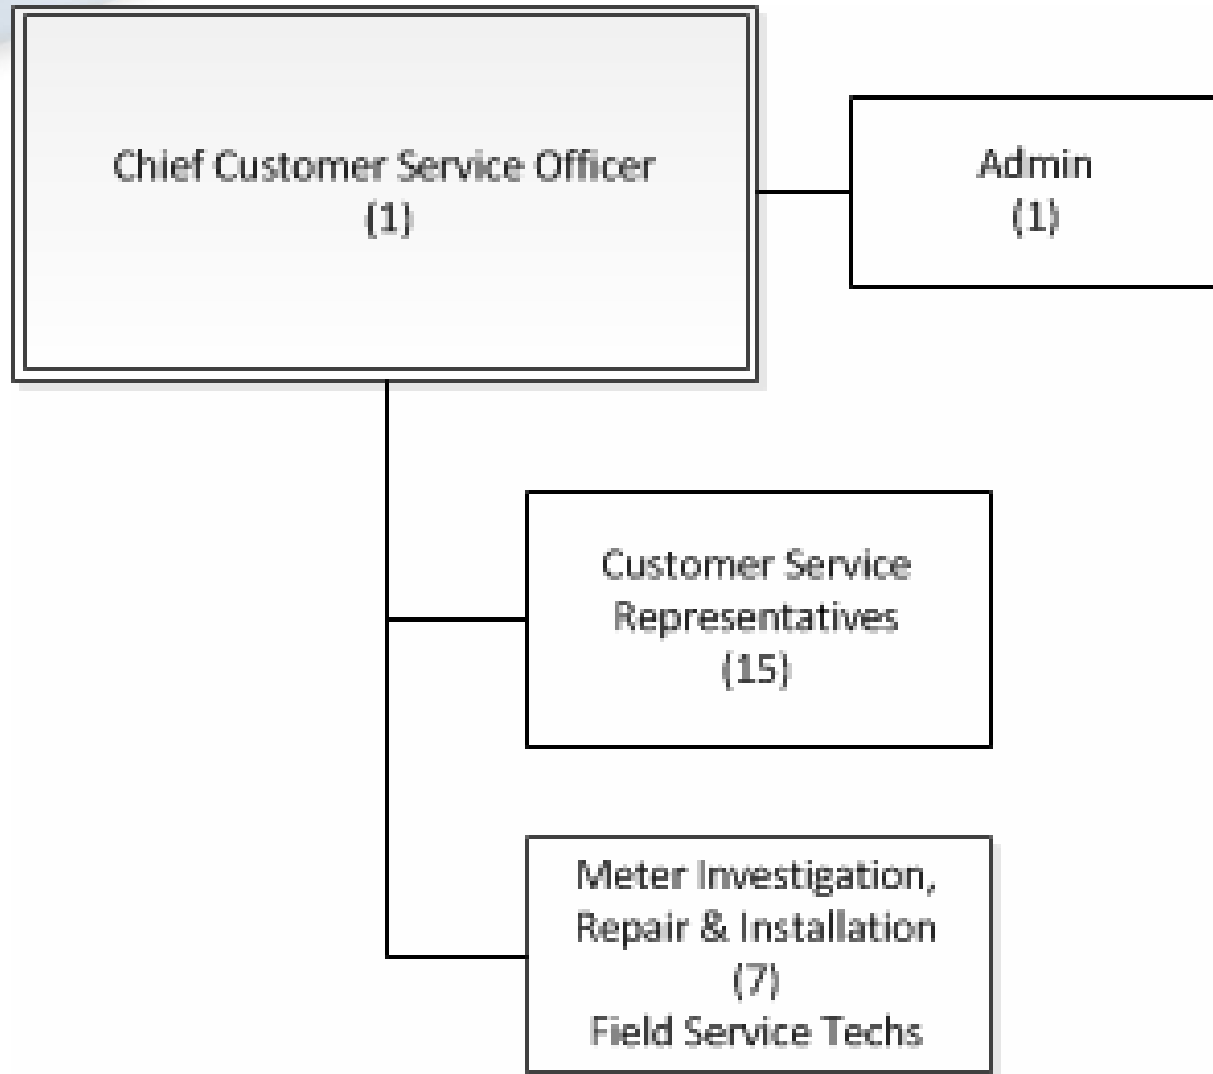 Chief Customer Service Officer
(1)
Admin
(1)
Customer Service
Representatives
(15)
Meter Investigation,
Repair & Installation
(7)
Field Service Techs